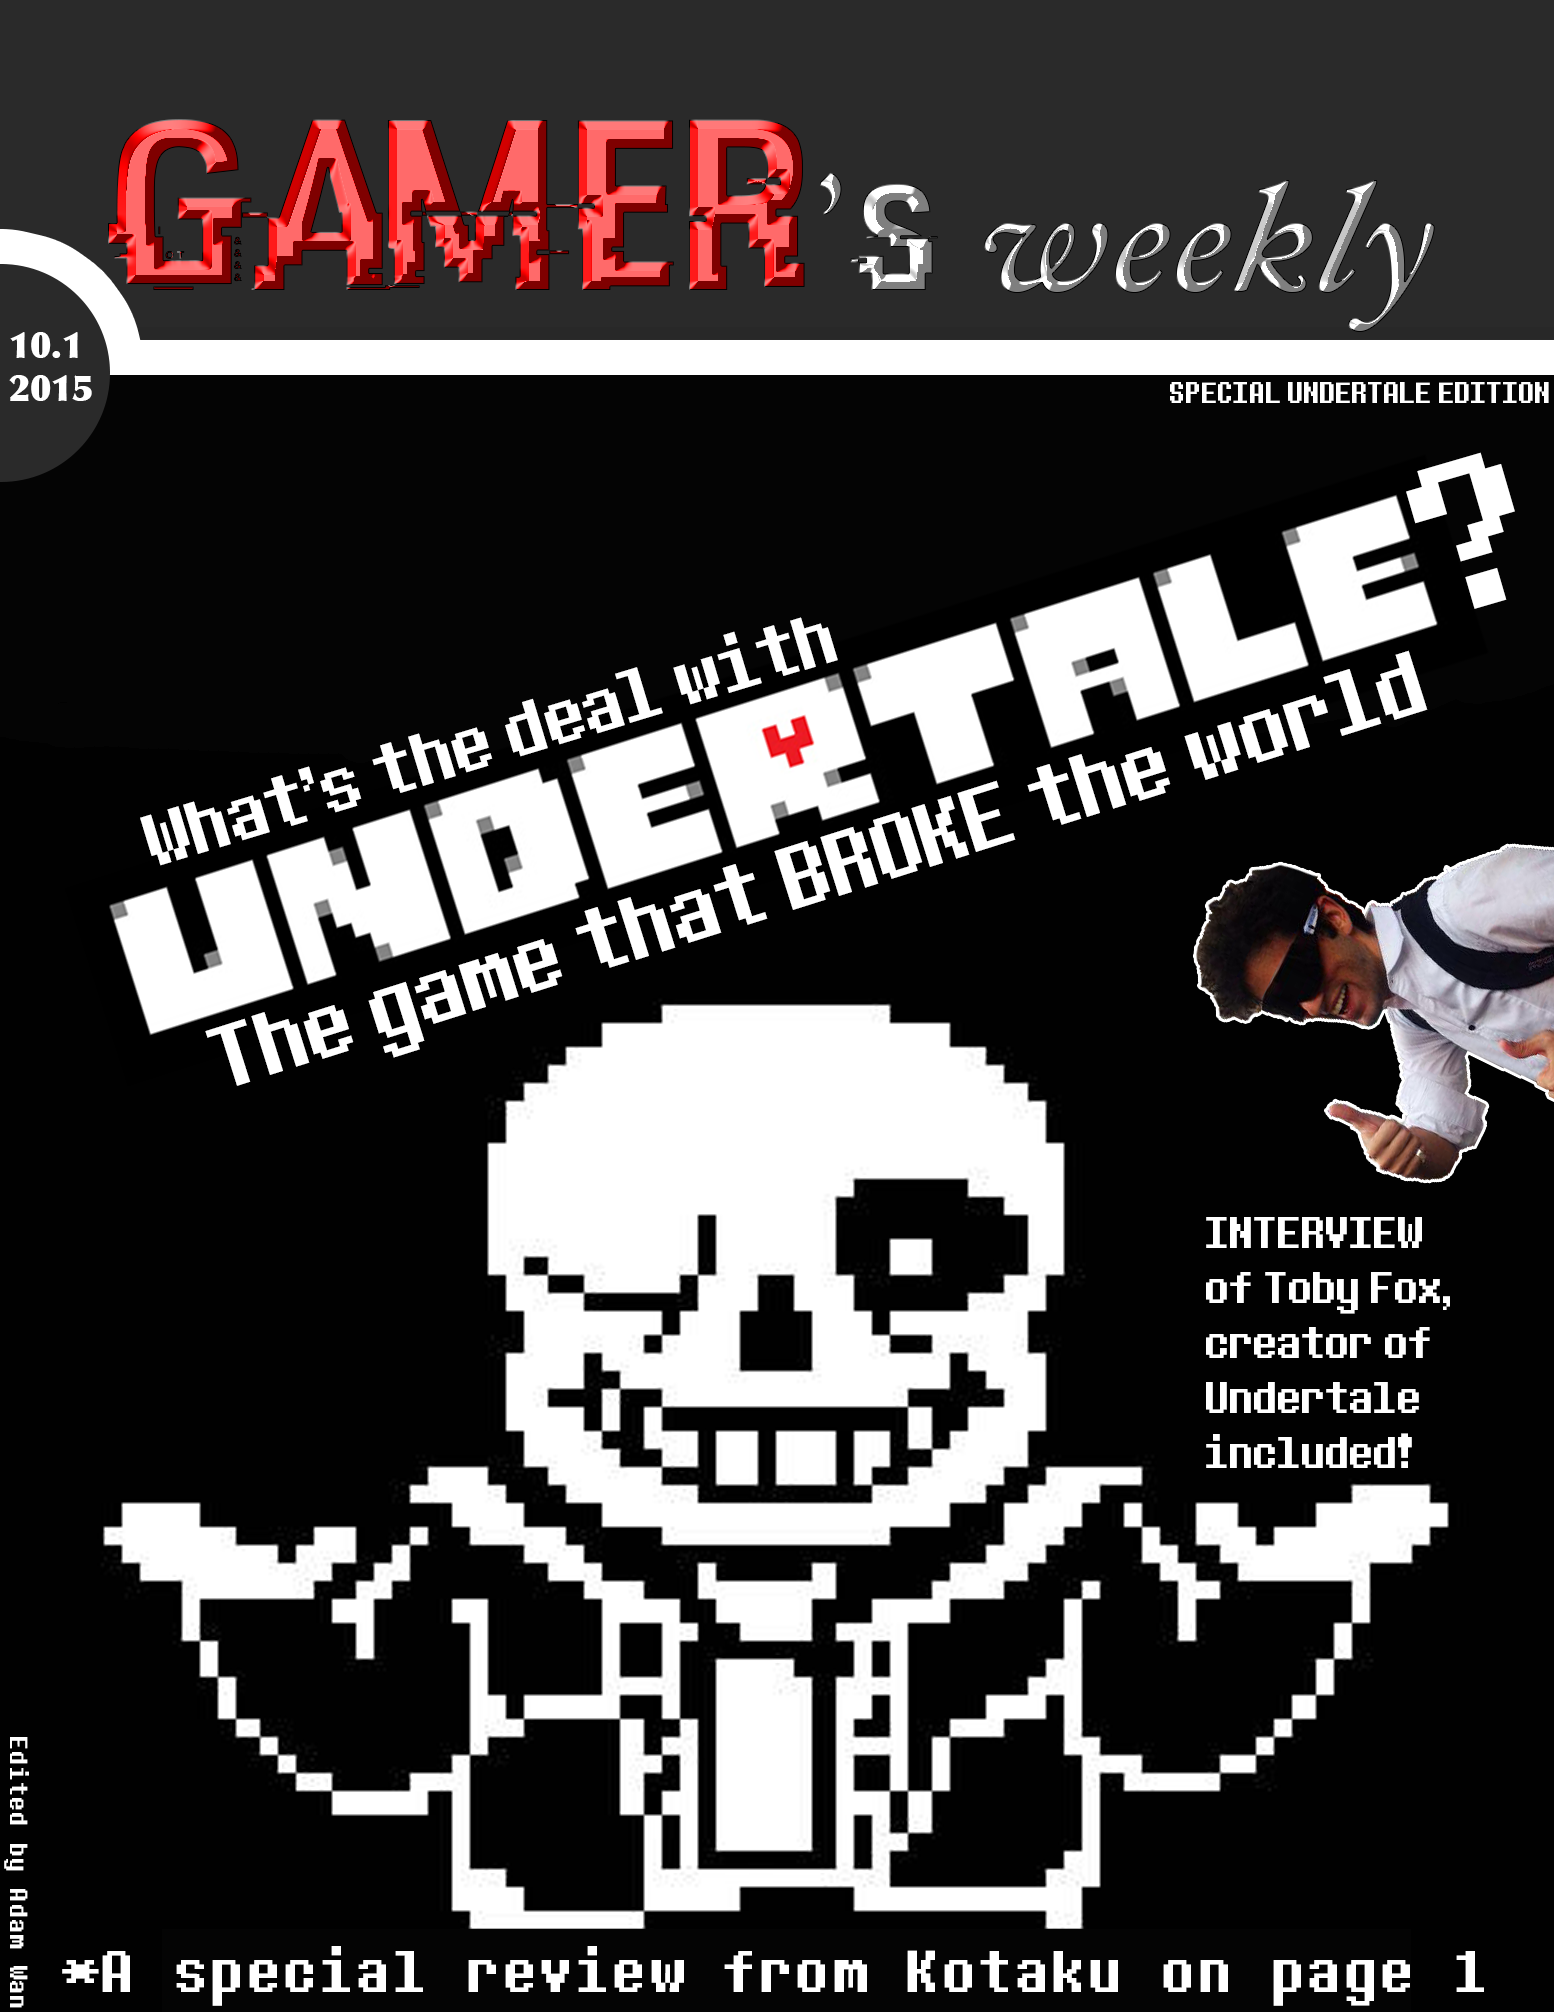 GAMER's weekly
10.1
2015
SPECIAL UNDERTALE EDITION
What's the deal with
UNDERTALE?
The game that BROKE the world
INTERVIEW
of Toby Fox,
creator of
Undertale
included!
Edited by Adam Wan
*A special review from Kotaku on page 1